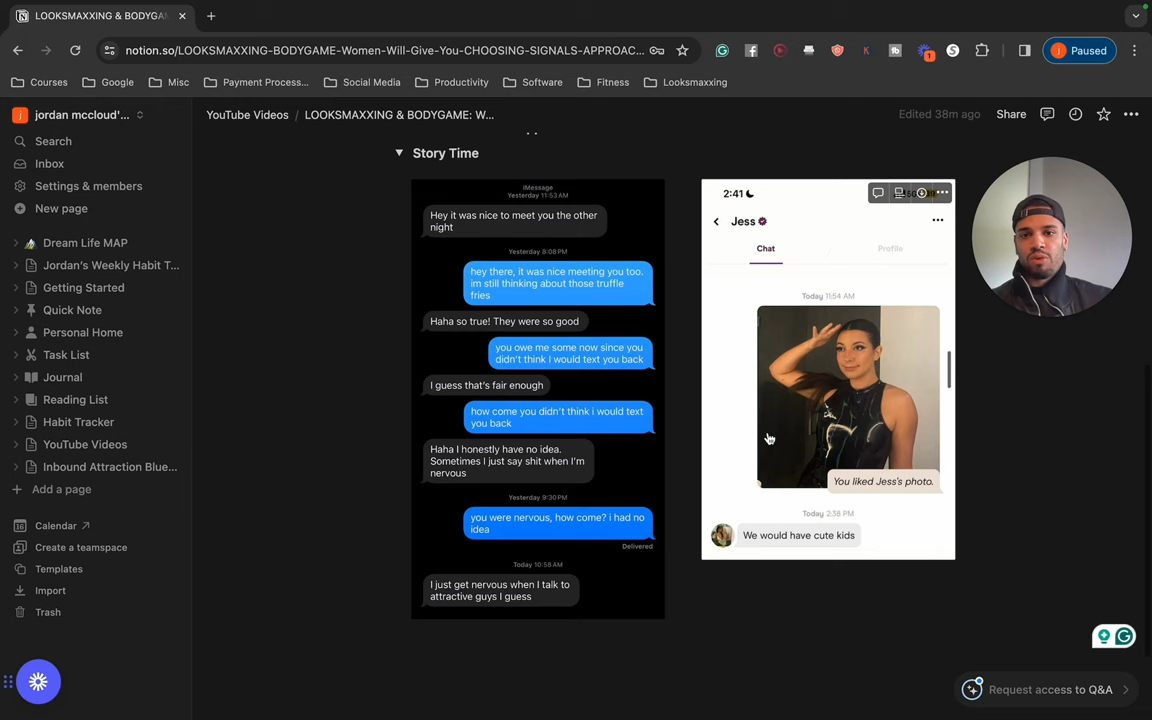 LOOKSMAXXING & BODYGA
notion.so/LOOKSMAXXING-BODYGAME-Women-Will-Give-You-CHOOSING-SIGNALS-APPROAC...
Paused
Courses
Google
Misc
Payment Process...
Social Media
Productivity
Software
Fitness
Looksmaxxing
jordan mccloud'...
YouTube Videos / LOOKSMAXXING & BODYGAME: W...
Edited 38m ago
Share
Search
Inbox
Settings & members
New page
Dream Life MAP
Jordan's Weekly Habit T...
Getting Started
Quick Note
Personal Home
Task List
Journal
Reading List
Habit Tracker
YouTube Videos
Inbound Attraction Blue...
Add a page
Calendar
Create a teamspace
Templates
Import
Trash
Story Time
iMessage
Yesterday 11:53 AM
Hey it was nice to meet you the other
night
Yesterday 8:08 PM
hey there, it was nice meeting you too.
im still thinking about those truffle
fries
Haha so true! They were so good
you owe me some now since you
didn't think I would text you back
I guess that's fair enough
how come you didn't think i would text
you back
Haha I honestly have no idea.
Sometimes I just say shit when I'm
nervous
Yesterday 9:30 PM
you were nervous, how come? i had no
idea
Delivered
Today 10:58 AM
I just get nervous when I talk to
attractive guys I guess
2:41
Jess
Chat
Profile
Today 11:54 AM
You liked Jess's photo.
Today 2:38 PM
We would have cute kids
Request access to Q&A